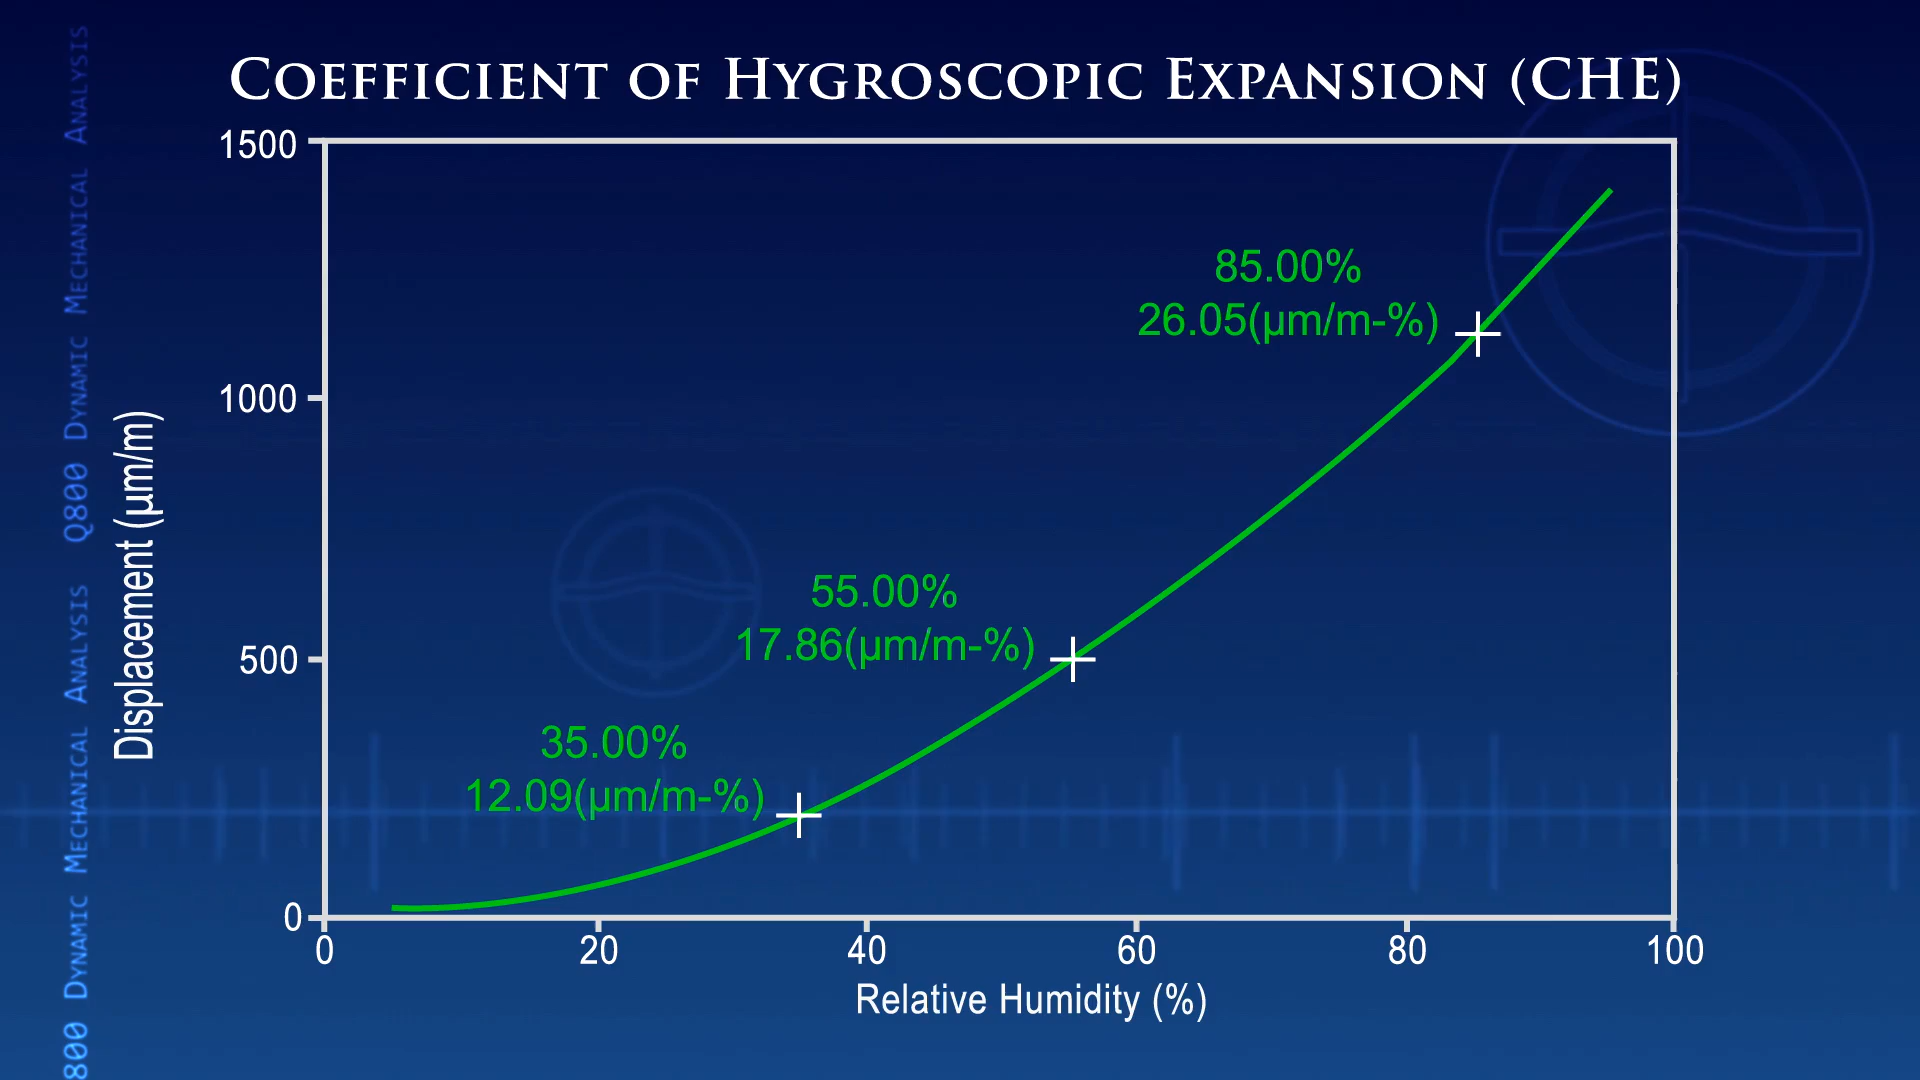 COEFFICIENT OF HYGROSCOPIC EXPANSION (CHE)
1500
1000
500
0
Displacement (µm/m)
85.00%
26.05(µm/m-%)
55.00%
17.86(µm/m-%)
35.00%
12.09(µm/m-%)
0 20 40 60 80 100
Relative Humidity (%)
800 DYNAMIC MECHANICAL ANALYSIS Q800 DYNAMIC MECHANICAL ANALYSIS